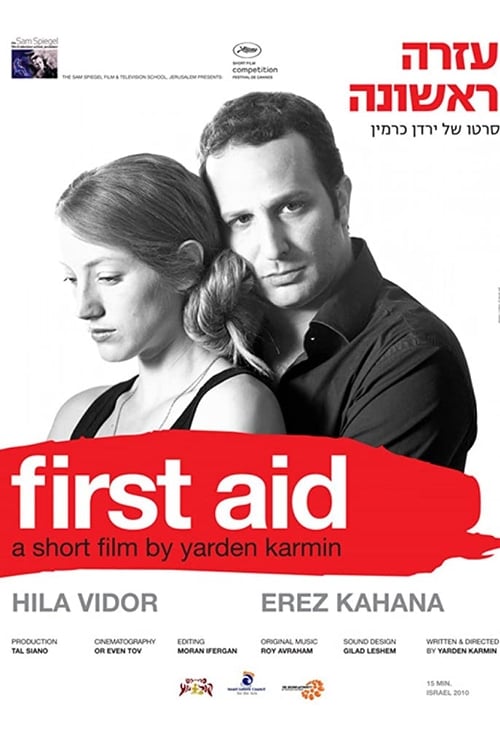 The Sam Spiegel
THE SAM SPIEGEL FILM & TELEVISION SCHOOL, JERUSALEM PRESENTS:
SHORT FILM
competition
FESTIVAL DE CANNES
עזרה
ראשונה
סרטו של ירדן כרמין
first aid
a short film by yarden karmin
HILA VIDOR EREZ KAHANA
PRODUCTION CINEMATOGRAPHY EDITING ORIGINAL MUSIC SOUND DESIGN WRITTEN & DIRECTED
TAL SIANO OR EVEN TOV MORAN IFERGAN ROY AVRAHAM GILAD LESHEM BY YARDEN KARMIN
15 MIN.
ISRAEL 2010